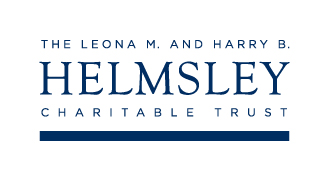 THE LEONA M. AND HARRY B.
HELMSLEY
CHARITABLE TRUST